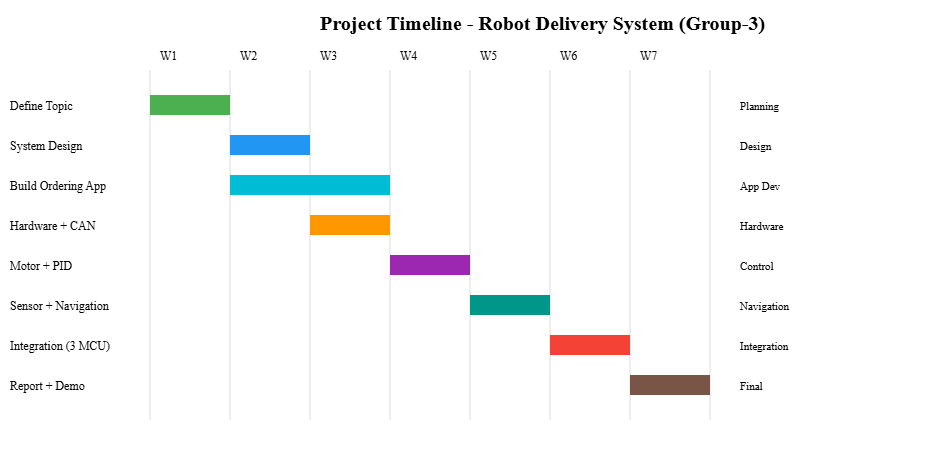 Project Timeline - Robot Delivery System (Group-3)
W1 W2 W3 W4 W5 W6 W7
Define Topic Planning
System Design Design
Build Ordering App App Dev
Hardware + CAN Hardware
Motor + PID Control
Sensor + Navigation Navigation
Integration (3 MCU) Integration
Report + Demo Final